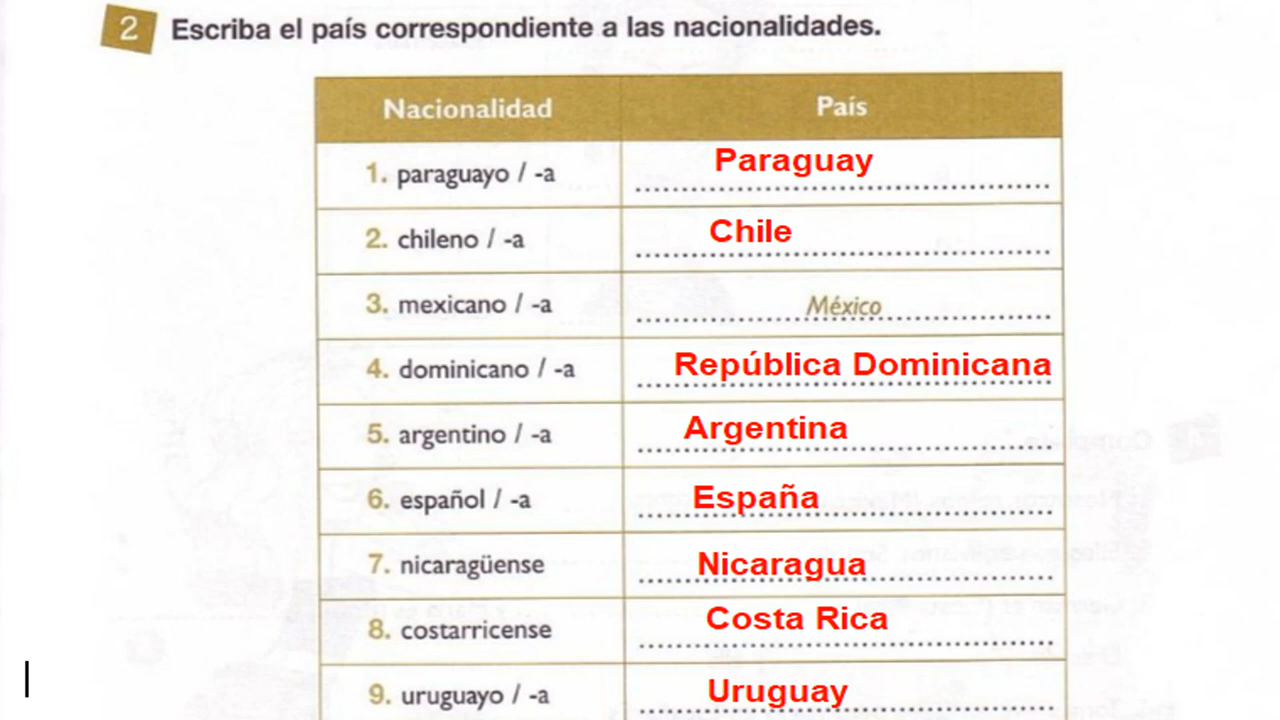 2 Escriba el país correspondiente a las nacionalidades.
Nacionalidad País
1. paraguayo / -a Paraguay
2. chileno / -a Chile
3. mexicano / -a México
4. dominicano / -a República Dominicana
5. argentino / -a Argentina
6. español / -a España
7. nicaragüense Nicaragua
8. costarricense Costa Rica
9. uruguayo / -a Uruguay